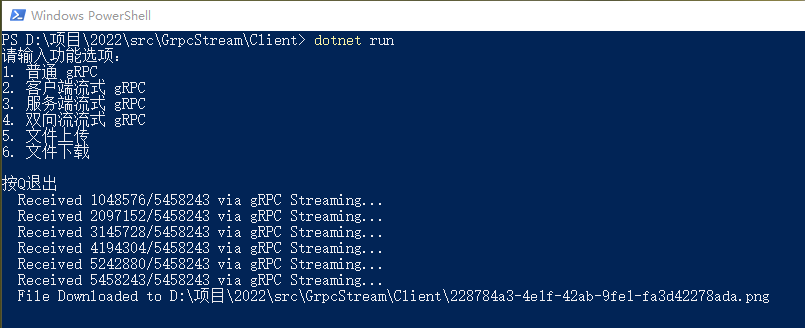 Windows PowerShell
PS D:\项目\2022\src\GrpcStream\Client> dotnet run
请输入功能选项:
1. 普通 gRPC
2. 客户端流式 gRPC
3. 服务端流式 gRPC
4. 双向流流式 gRPC
5. 文件上传
6. 文件下载
按Q退出
Received 1048576/5458243 via gRPC Streaming...
Received 2097152/5458243 via gRPC Streaming...
Received 3145728/5458243 via gRPC Streaming...
Received 4194304/5458243 via gRPC Streaming...
Received 5242880/5458243 via gRPC Streaming...
Received 5458243/5458243 via gRPC Streaming...
File Downloaded to D:\项目\2022\src\GrpcStream\Client\228784a3-4e1f-42ab-9fe1-fa3d42278ada.png